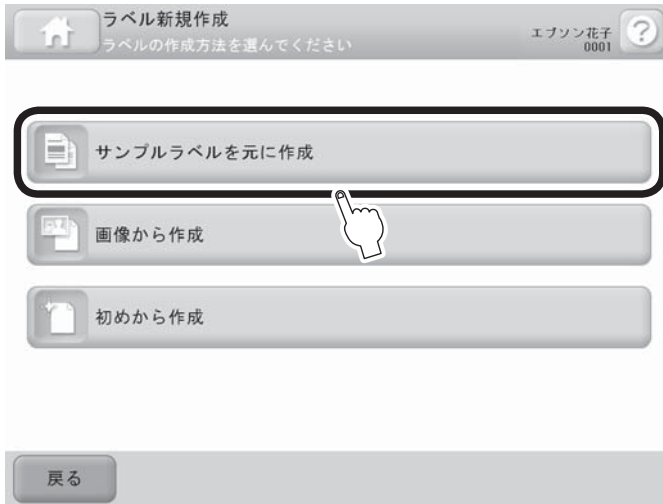 ラベル新規作成
ラベルの作成方法を選んでください
エプソン花子
0001
?
サンプルラベルを元に作成
画像から作成
初めから作成
戻る